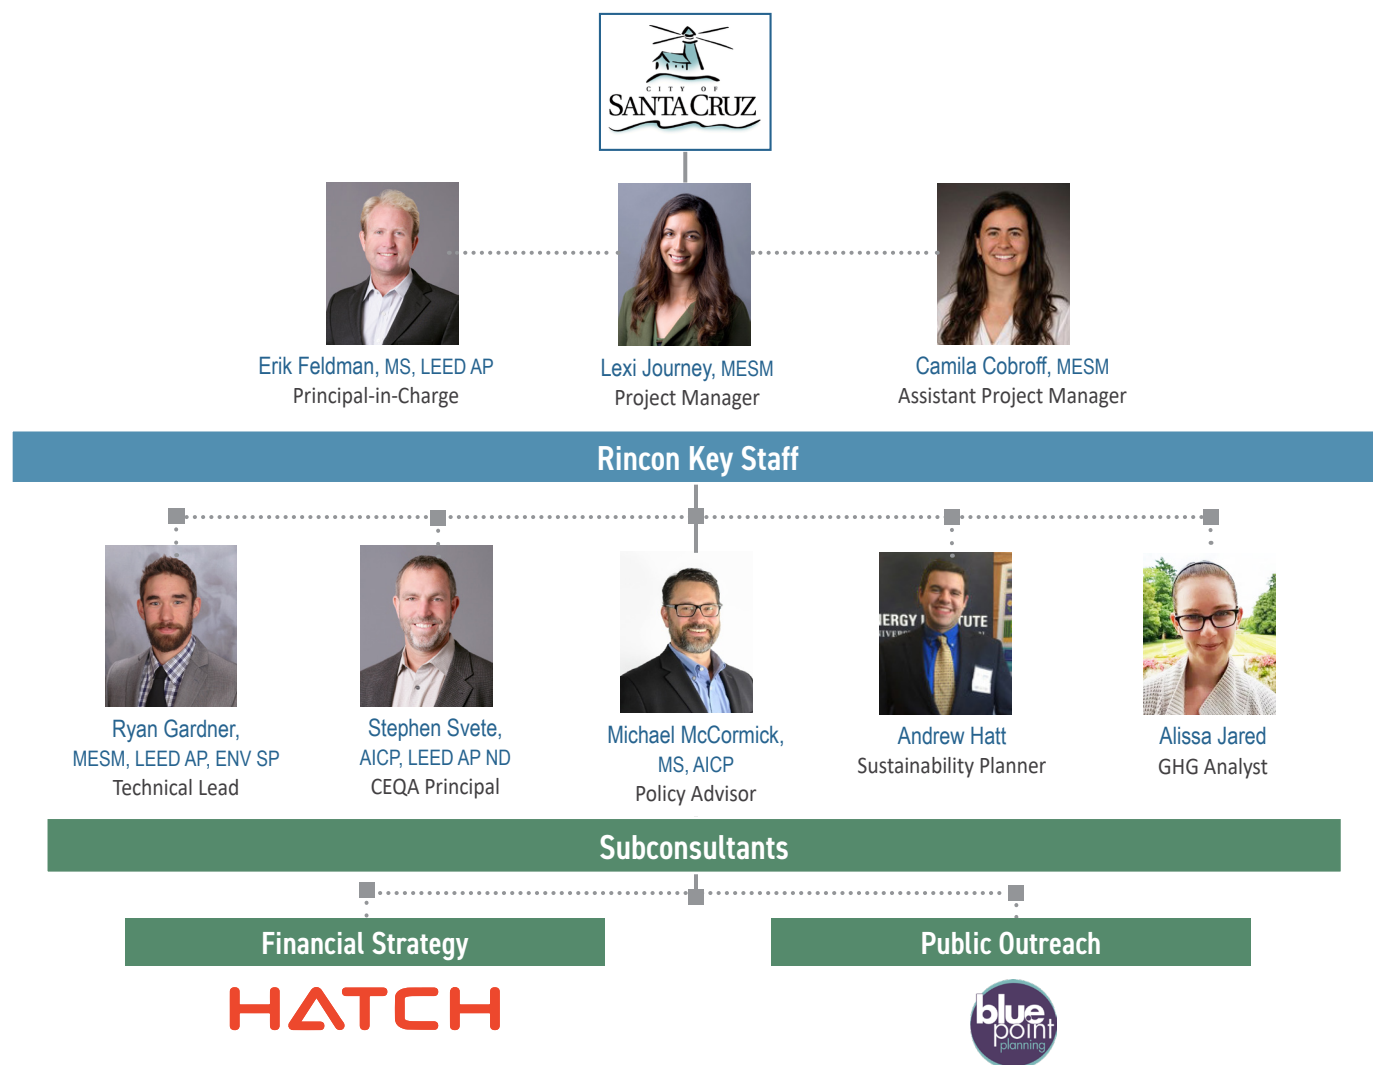 CITY OF
SANTA CRUZ
Erik Feldman, MS, LEED AP
Principal-in-Charge
Lexi Journey, MESM
Project Manager
Camila Cobroff, MESM
Assistant Project Manager
Rincon Key Staff
Ryan Gardner,
MESM, LEED AP, ENV SP
Technical Lead
Stephen Svete,
AICP, LEED AP ND
CEQA Principal
Michael McCormick,
MS, AICP
Policy Advisor
Andrew Hatt
Sustainability Planner
Alissa Jared
GHG Analyst
Subconsultants
Financial Strategy
Public Outreach
HATCH
blue
point
planning